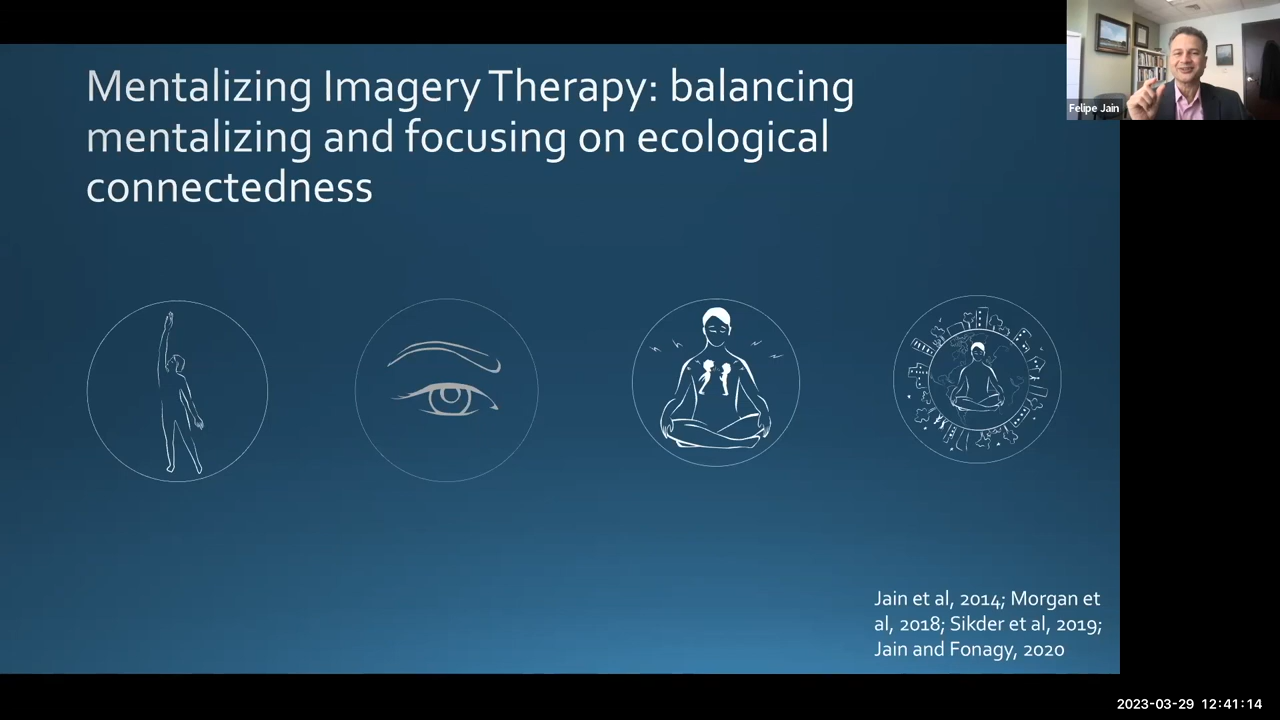 Mentalizing Imagery Therapy: balancing
mentalizing and focusing on ecological
connectedness
Felipe Jain
Jain et al, 2014; Morgan et
al, 2018; Sikder et al, 2019;
Jain and Fonagy, 2020
2023-03-29 12:41:14